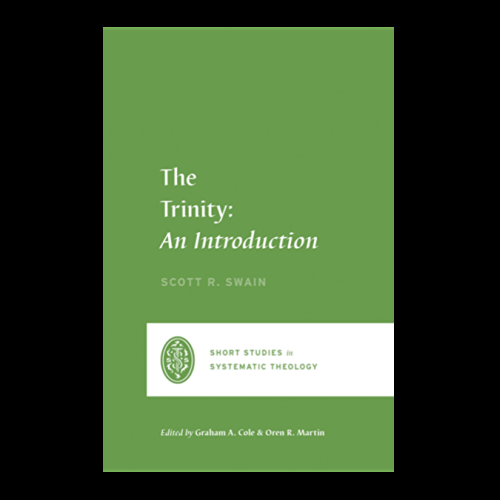 The
Trinity:
An Introduction
SCOTT R. SWAIN
SHORT STUDIES in
SYSTEMATIC THEOLOGY
Edited by Graham A. Cole & Oren R. Martin